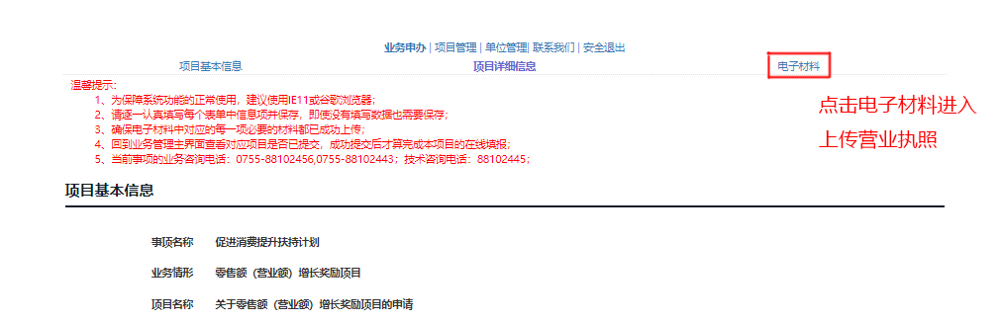 业务申办 | 项目管理 | 单位管理| 联系我们 | 安全退出
项目基本信息 项目详细信息 电子材料
温馨提示：
1、为保障系统功能的正常使用，建议使用IE11或谷歌浏览器；
2、请逐一认真填写每个表单中信息项并保存，即使没有填写数据也需要保存；
3、确保电子材料中对应的每一项必要的材料都已成功上传；
4、回到业务管理主界面查看对应项目是否已提交，成功提交后才算完成本项目的在线填报；
5、当前事项的业务咨询电话：0755-88102456,0755-88102443；技术咨询电话：88102445；
点击电子材料进入
上传营业执照
项目基本信息
事项名称 促进消费提升扶持计划
业务情形 零售额（营业额）增长奖励项目
项目名称 关于零售额（营业额）增长奖励项目的申请